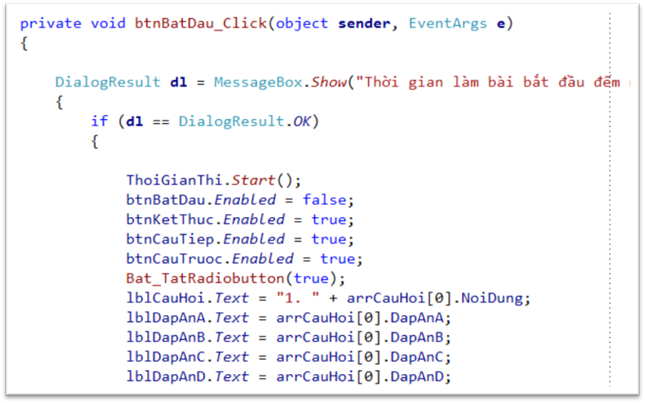 private void btnBatDau_Click(object sender, EventArgs e)
{
DialogResult d1 = MessageBox.Show("Thời gian làm bài bắt đầu đếm
{
if (d1 == DialogResult.OK)
{
ThoiGianThi.Start();
btnBatDau.Enabled = false;
btnKetThuc.Enabled = true;
btnCauTiep.Enabled = true;
btnCauTruoc.Enabled = true;
Bat_TatRadiobutton(true);
lblCauHoi.Text = "1. " + arrCauHoi[0].NoiDung;
lblDapAnA.Text = arrCauHoi[0].DapAnA;
lblDapAnB.Text = arrCauHoi[0].DapAnB;
lblDapAnC.Text = arrCauHoi[0].DapAnC;
lblDapAnD.Text = arrCauHoi[0].DapAnD;